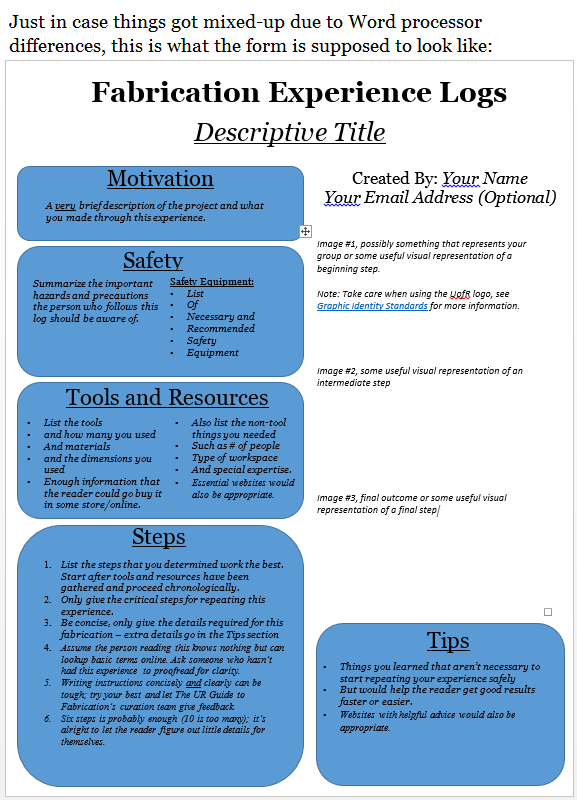 Just in case things got mixed-up due to Word processor
differences, this is what the form is supposed to look like:
Fabrication Experience Logs
Descriptive Title
Motivation
A very brief description of the project and what
you made through this experience.
Created By: Your Name
Your Email Address (Optional)
Safety
Summarize the important
hazards and precautions
the person who follows this
log should be aware of.
Safety Equipment:
• List
• Of
• Necessary and
• Recommended
• Safety
• Equipment
Image #1, possibly something that represents your
group or some useful visual representation of a
beginning step.
Note: Take care when using the UofR logo, see
Graphic Identity Standards for more information.
Image #2, some useful visual representation of an
intermediate step
Tools and Resources
• List the tools
• and how many you used
• And materials
• and the dimensions you
used
• Enough information that
the reader could go buy it
in some store/online.
• Also list the non-tool
things you needed
• Such as # of people
• Type of workspace
• And special expertise.
• Essential websites would
also be appropriate.
Image #3, final outcome or some useful visual
representation of a final step
Steps
1. List the steps that you determined work the best.
Start after tools and resources have been
gathered and proceed chronologically.
2. Only give the critical steps for repeating this
experience.
3. Be concise, only give the details required for this
fabrication – extra details go in the Tips section
4. Assume the person reading this knows nothing but can
lookup basic terms online. Ask someone who hasn't
had this experience to proofread for clarity.
5. Writing instructions concisely and clearly can be
tough; try your best and let The UR Guide to
Fabrication's curation team give feedback.
6. Six steps is probably enough (10 is too many); it's
alright to let the reader figure out little details for
themselves.
Tips
• Things you learned that aren't necessary to
start repeating your experience safely
• But would help the reader get good results
faster or easier.
• Websites with helpful advice would also be
appropriate.